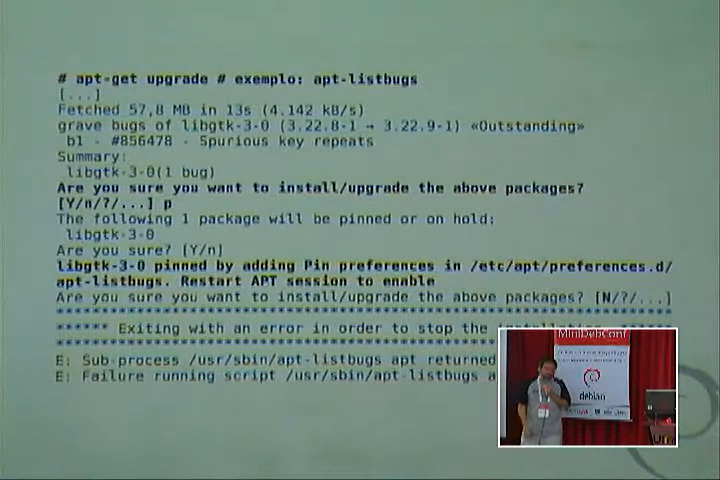 # apt-get upgrade # exemplo: apt-listbugs
[...]
Fetched 57,8 MB in 13s (4.142 kB/s)
grave bugs of libgtk-3-0 (3.22.8-1 → 3.22.9-1) «Outstanding»
b1 - #856478 - Spurious key repeats
Summary:
libgtk-3-0(1 bug)
Are you sure you want to install/upgrade the above packages?
[Y/n/?/...] p
The following 1 package will be pinned or on hold:
libgtk-3-0
Are you sure? [Y/n]
libgtk-3-0 pinned by adding Pin preferences in /etc/apt/preferences.d/
apt-listbugs. Restart APT session to enable
Are you sure you want to install/upgrade the above packages? [N/?/...]
****** Exiting with an error in order to stop the
E: Sub-process /usr/sbin/apt-listbugs apt returned
E: Failure running script /usr/sbin/apt-listbugs a
MiniDebConf
debian